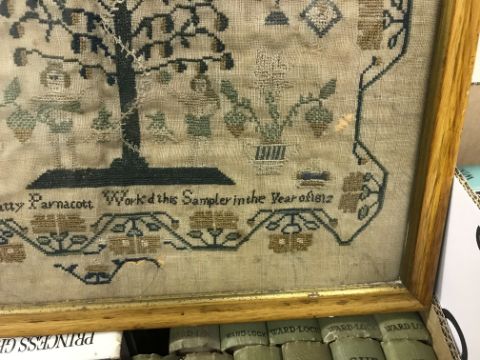 atty Parnacott Work'd this Sampler in the Year of 1812
PRINCESS GE
WARD·LOCK
WARD·LOCK
WARD·LOCK
WARD·LOCK